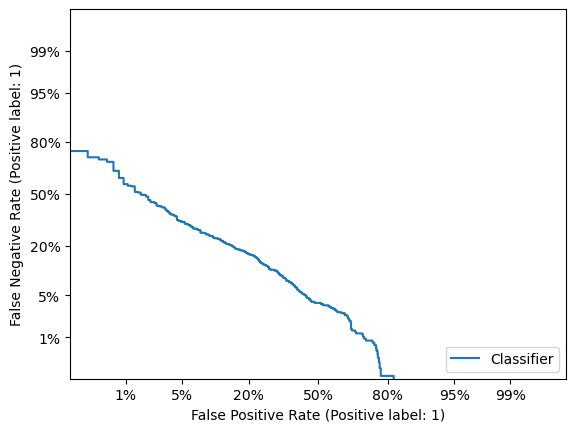 99%
95%
80%
50%
20%
5%
1%
False Negative Rate (Positive label: 1)
Classifier
1% 5% 20% 50% 80% 95% 99%
False Positive Rate (Positive label: 1)